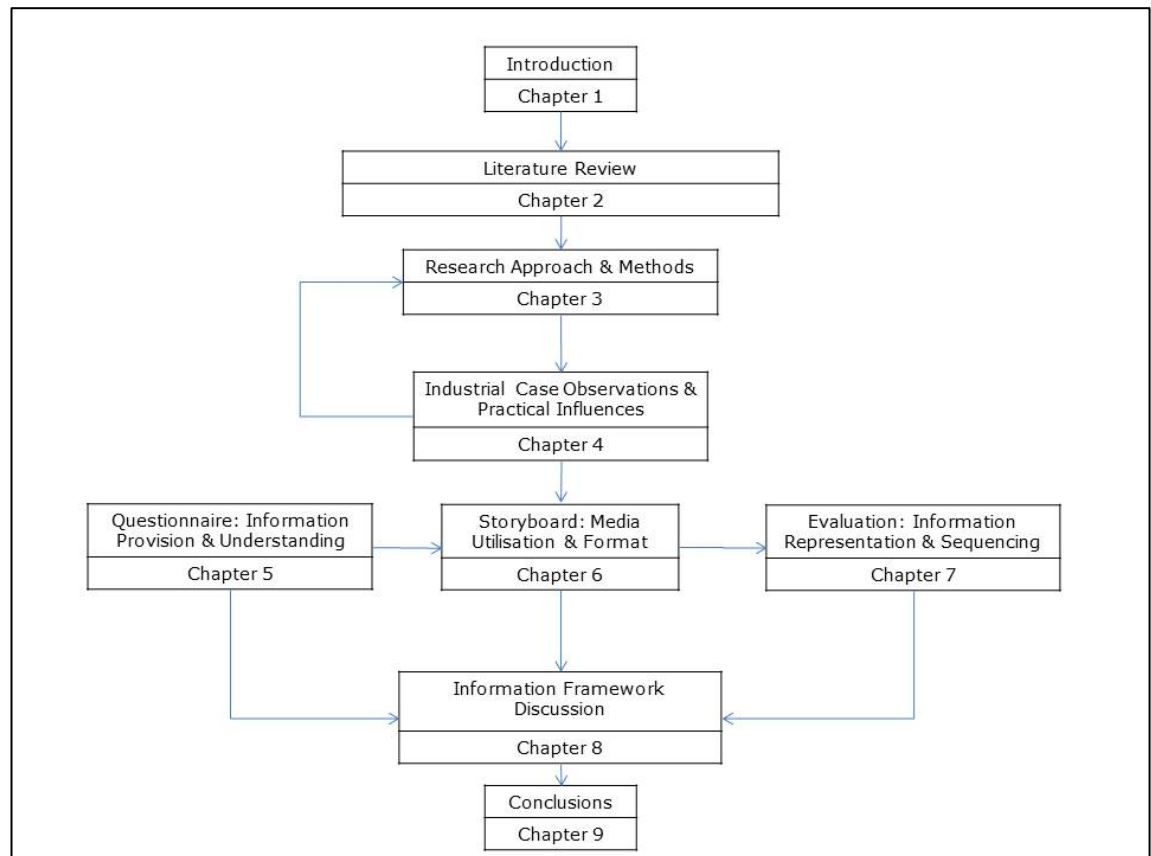 Introduction
Chapter 1
Literature Review
Chapter 2
Research Approach & Methods
Chapter 3
Industrial Case Observations &
Practical Influences
Chapter 4
Questionnaire: Information
Provision & Understanding
Chapter 5
Storyboard: Media
Utilisation & Format
Chapter 6
Evaluation: Information
Representation & Sequencing
Chapter 7
Information Framework
Discussion
Chapter 8
Conclusions
Chapter 9